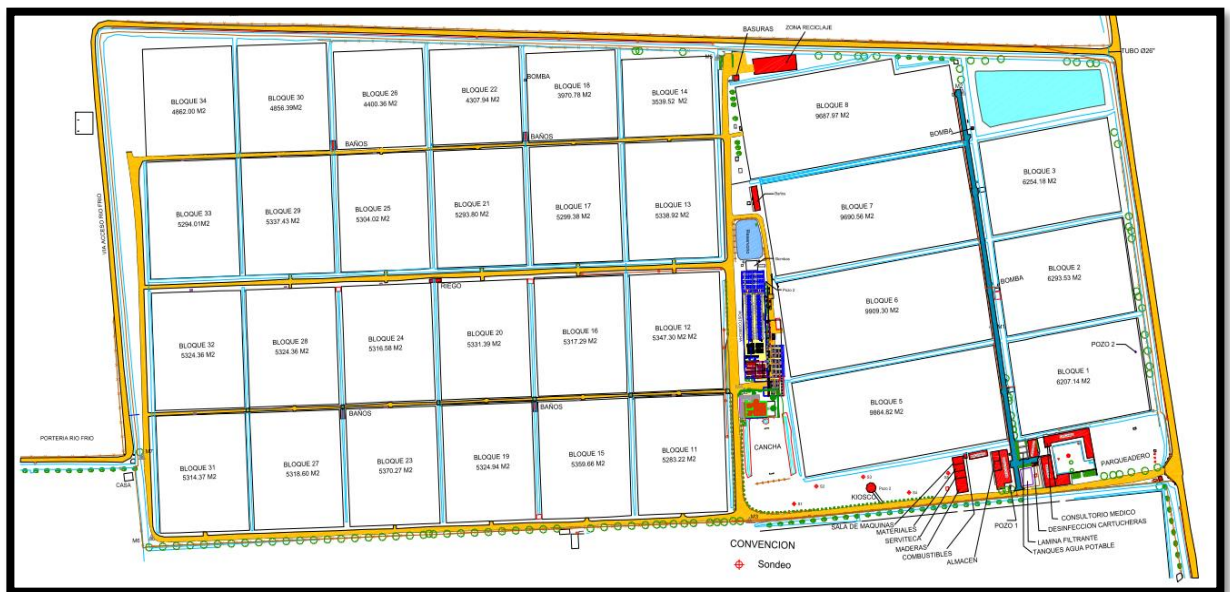 BASURAS
ZONA RECICLAJE
TUBO Ø26"
BLOQUE 34
4862.00 M2
BLOQUE 30
4856.39M2
BLOQUE 26
4400.36 M2
BLOQUE 22
4307.94 M2
BOMBA
BLOQUE 18
3970.78 M2
BLOQUE 14
3539.52 M2
BLOQUE 8
9687.97 M2
BOMBA
BAÑOS
BAÑOS
BLOQUE 3
6254.18 M2
VIA ACCESO RIO FRIO
BLOQUE 33
5294.01M2
BLOQUE 29
5337.43 M2
BLOQUE 25
5304.02 M2
BLOQUE 21
5293.80 M2
BLOQUE 17
5299.38 M2
BLOQUE 13
5338.92 M2
BLOQUE 7
9690.56 M2
Reservorio
Bombas
BLOQUE 2
6293.53 M2
BOMBA
RIEGO
Pozo 3
BLOQUE 32
5324.36 M2
BLOQUE 28
5324.36 M2
BLOQUE 24
5316.58 M2
BLOQUE 20
5331.39 M2
BLOQUE 16
5317.29 M2
BLOQUE 12
5347.30 M2
POSTCOSECHA
BLOQUE 6
9909.30 M2
POZO 2
BLOQUE 1
6207.14 M2
BAÑOS
BAÑOS
BLOQUE 5
9864.82 M2
PORTERIA RIO FRIO
CASA
BLOQUE 31
5314.37 M2
BLOQUE 27
5318.60 M2
BLOQUE 23
5370.27 M2
BLOQUE 19
5324.94 M2
BLOQUE 15
5359.66 M2
BLOQUE 11
5283.22 M2
CANCHA
PARQUEADERO
KIOSCO
SALA DE MAQUINAS
MATERIALES
SERVITECA
MADERAS
COMBUSTIBLES
ALMACEN
POZO 1
CONSULTORIO MEDICO
DESINFECCION CARTUCHERAS
LAMINA FILTRANTE
TANQUES AGUA POTABLE
CONVENCION
Sondeo